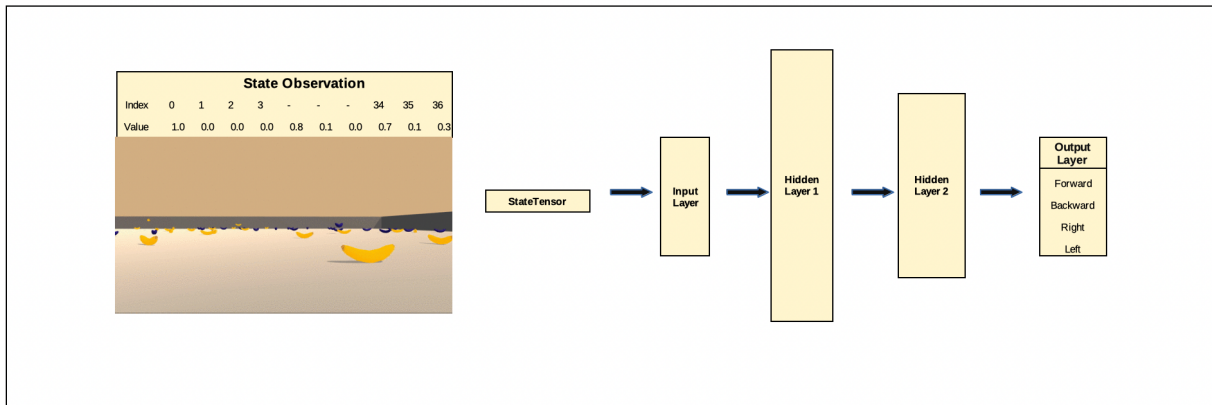 State Observation
Index 0 1 2 3 - - - 34 35 36
Value 1.0 0.0 0.0 0.0 0.8 0.1 0.0 0.7 0.1 0.3
StateTensor
Input
Layer
Hidden
Layer 1
Hidden
Layer 2
Output
Layer
Forward
Backward
Right
Left